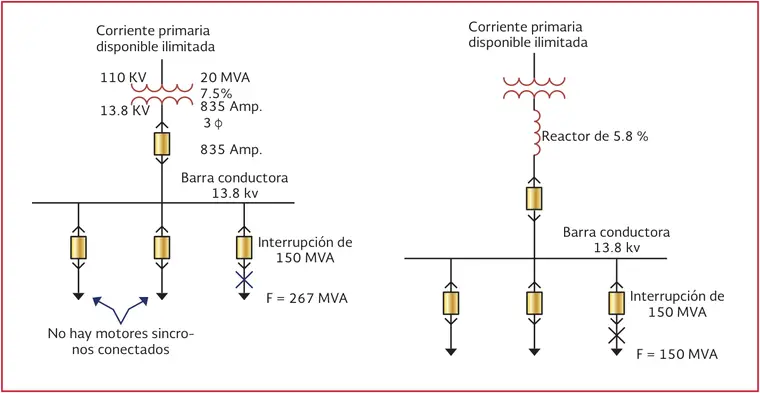 Corriente primaria
disponible ilimitada
110 KV
20 MVA
7.5%
13.8 KV
835 Amp.
3 ϕ
835 Amp.
Barra conductora
13.8 kv
Interrupción de
150 MVA
F = 267 MVA
No hay motores sincro-
nos conectados
Corriente primaria
disponible ilimitada
Reactor de 5.8 %
Barra conductora
13.8 kv
Interrupción de
150 MVA
F = 150 MVA